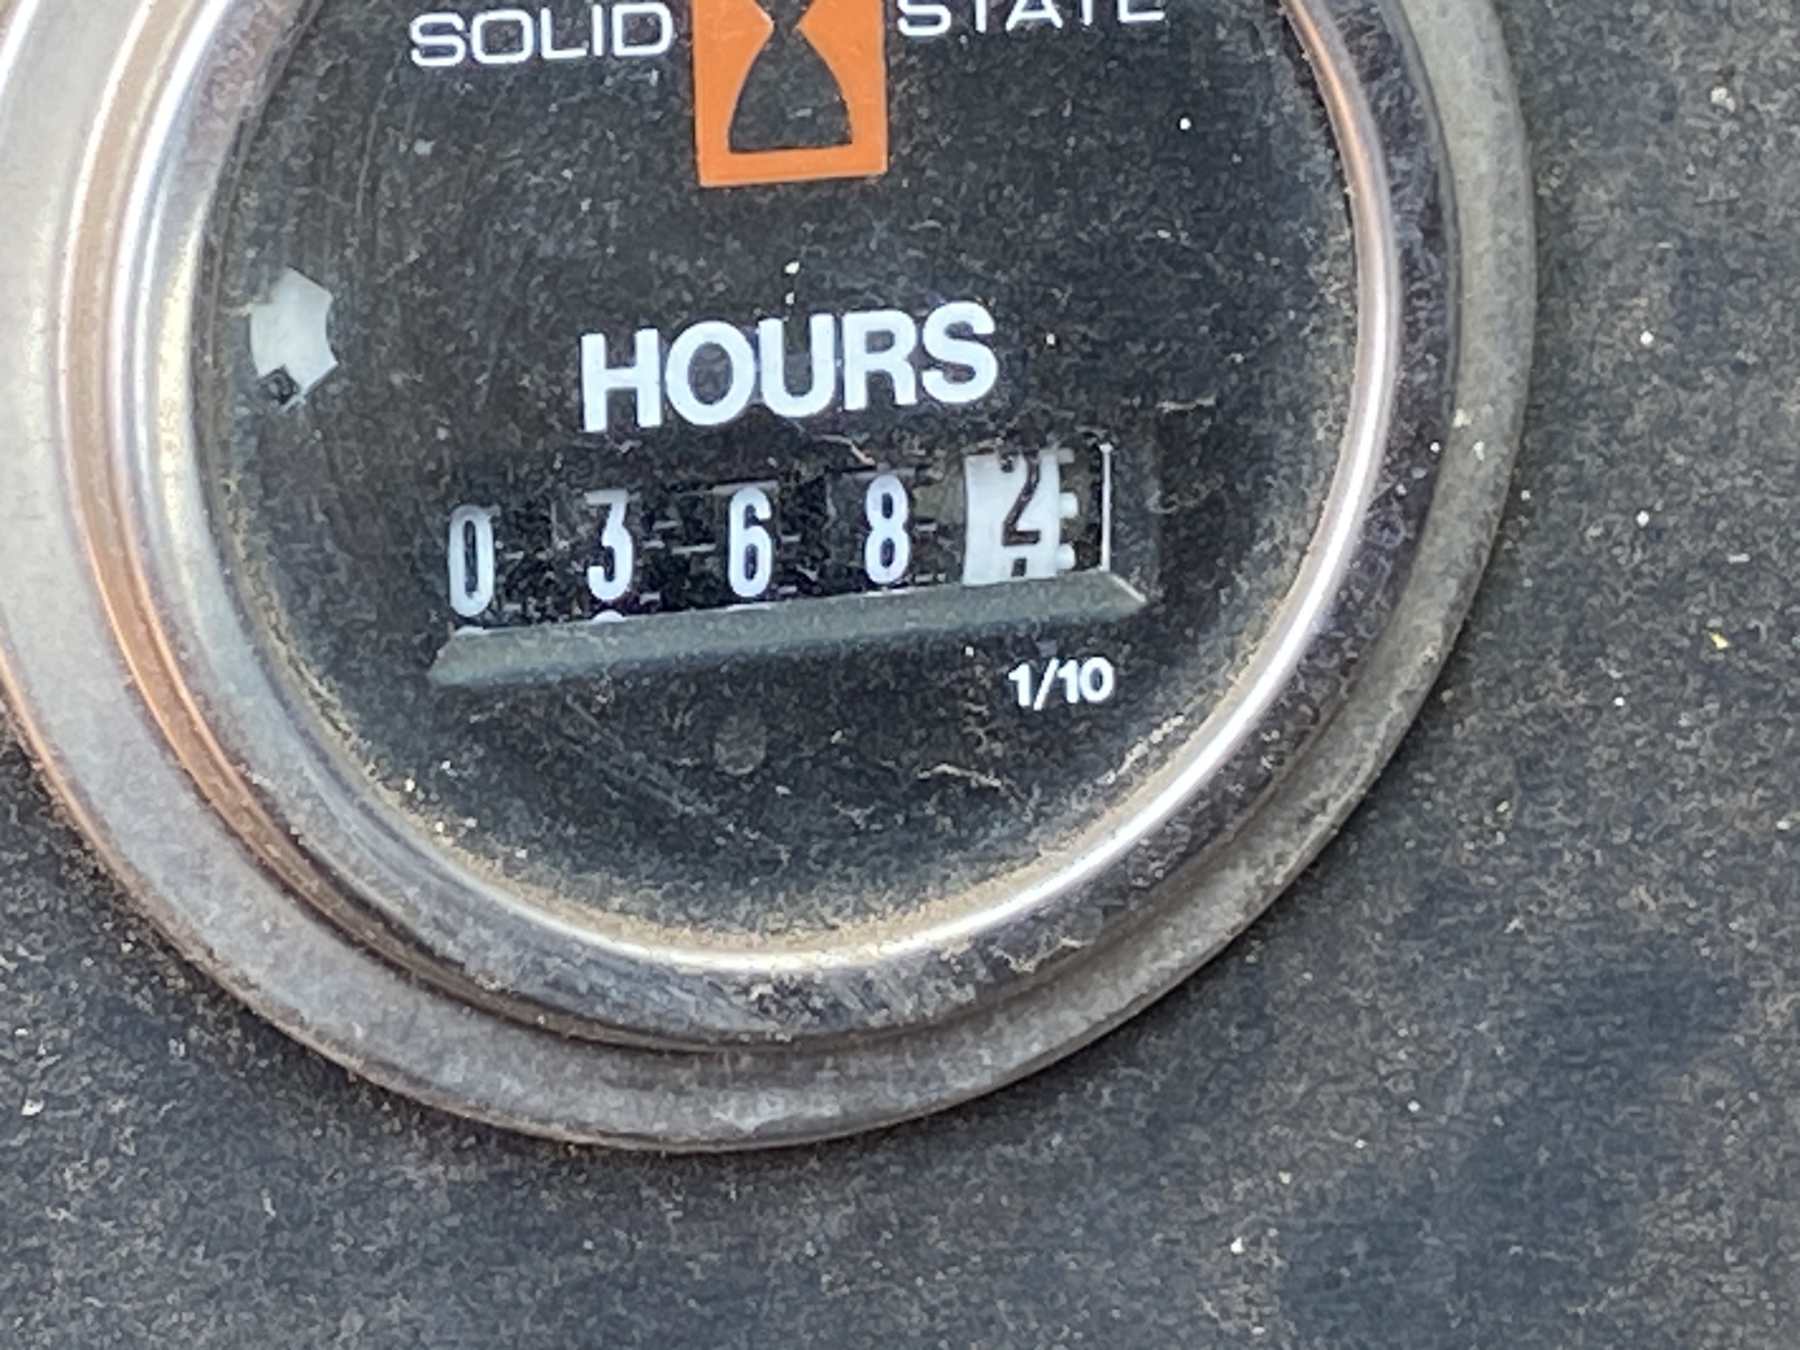 SOLID STATE
HOURS
0 3 6 8 2
1/10